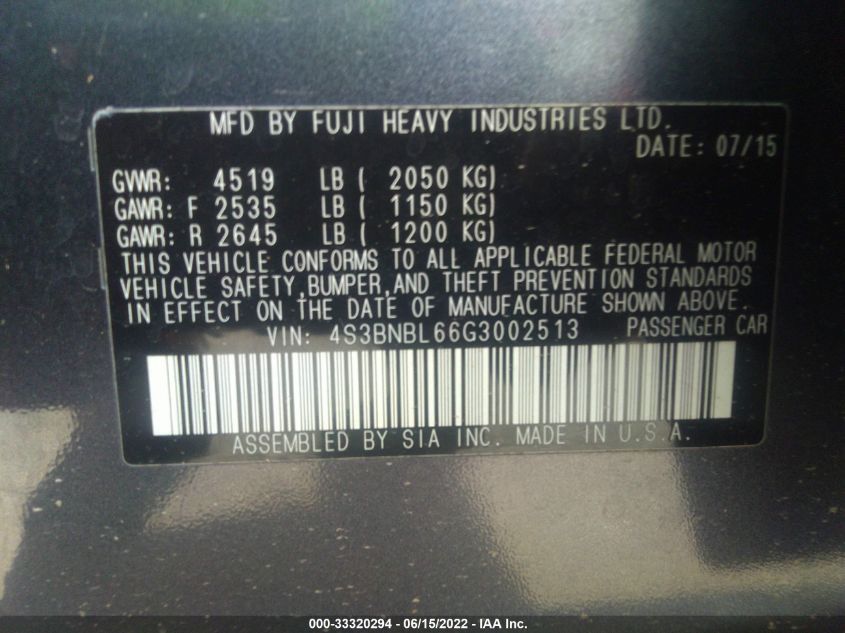 MFD BY FUJI HEAVY INDUSTRIES LTD.
DATE: 07/15
GVWR: 4519 LB ( 2050 KG)
GAWR: F 2535 LB ( 1150 KG)
GAWR: R 2645 LB ( 1200 KG)
THIS VEHICLE CONFORMS TO ALL APPLICABLE FEDERAL MOTOR
VEHICLE SAFETY,BUMPER,AND THEFT PREVENTION STANDARDS
IN EFFECT ON THE DATE OF MANUFACTURE SHOWN ABOVE.
VIN: 4S3BNBL66G3002513 PASSENGER CAR
ASSEMBLED BY SIA INC. MADE IN U.S.A.
000-33320294 - 06/15/2022 - IAA Inc.